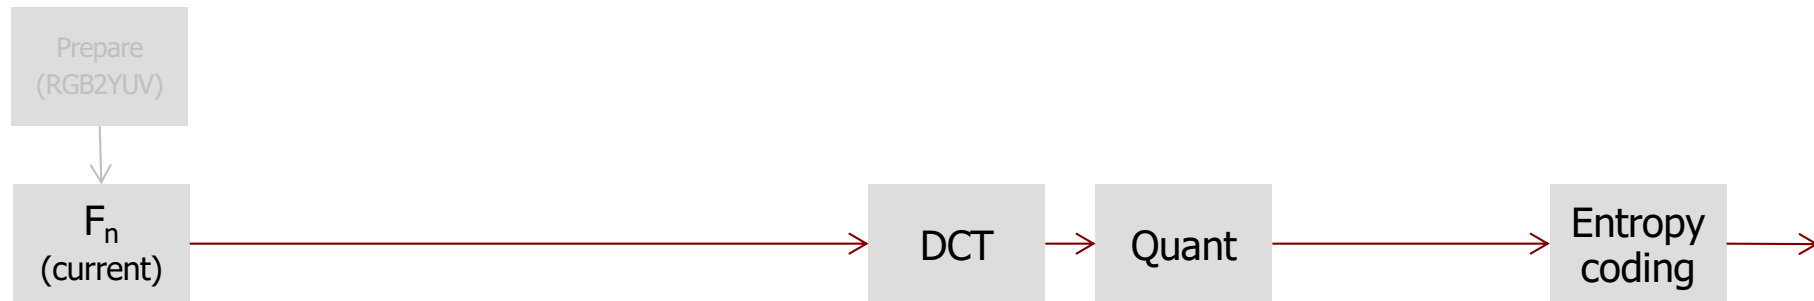 Prepare
(RGB2YUV)
Fn
(current)
DCT
Quant
Entropy
coding